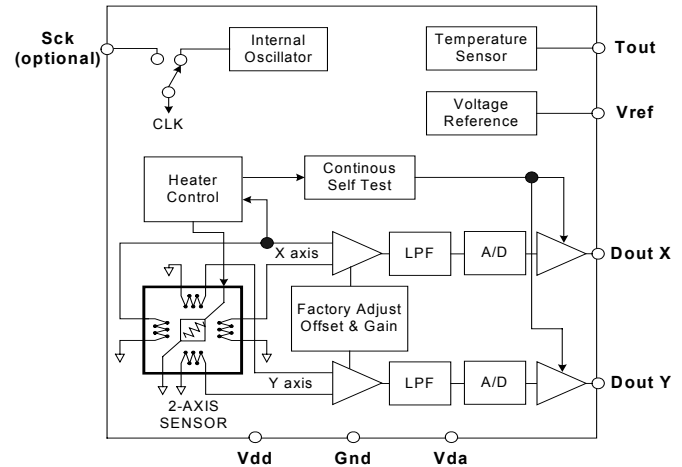 Sck
(optional)
Internal
Oscillator
Temperature
Sensor
Tout
CLK
Voltage
Reference
Vref
Heater
Control
Continous
Self Test
X axis
LPF
A/D
Dout X
Factory Adjust
Offset & Gain
Y axis
LPF
A/D
Dout Y
2-AXIS
SENSOR
Vdd
Gnd
Vda